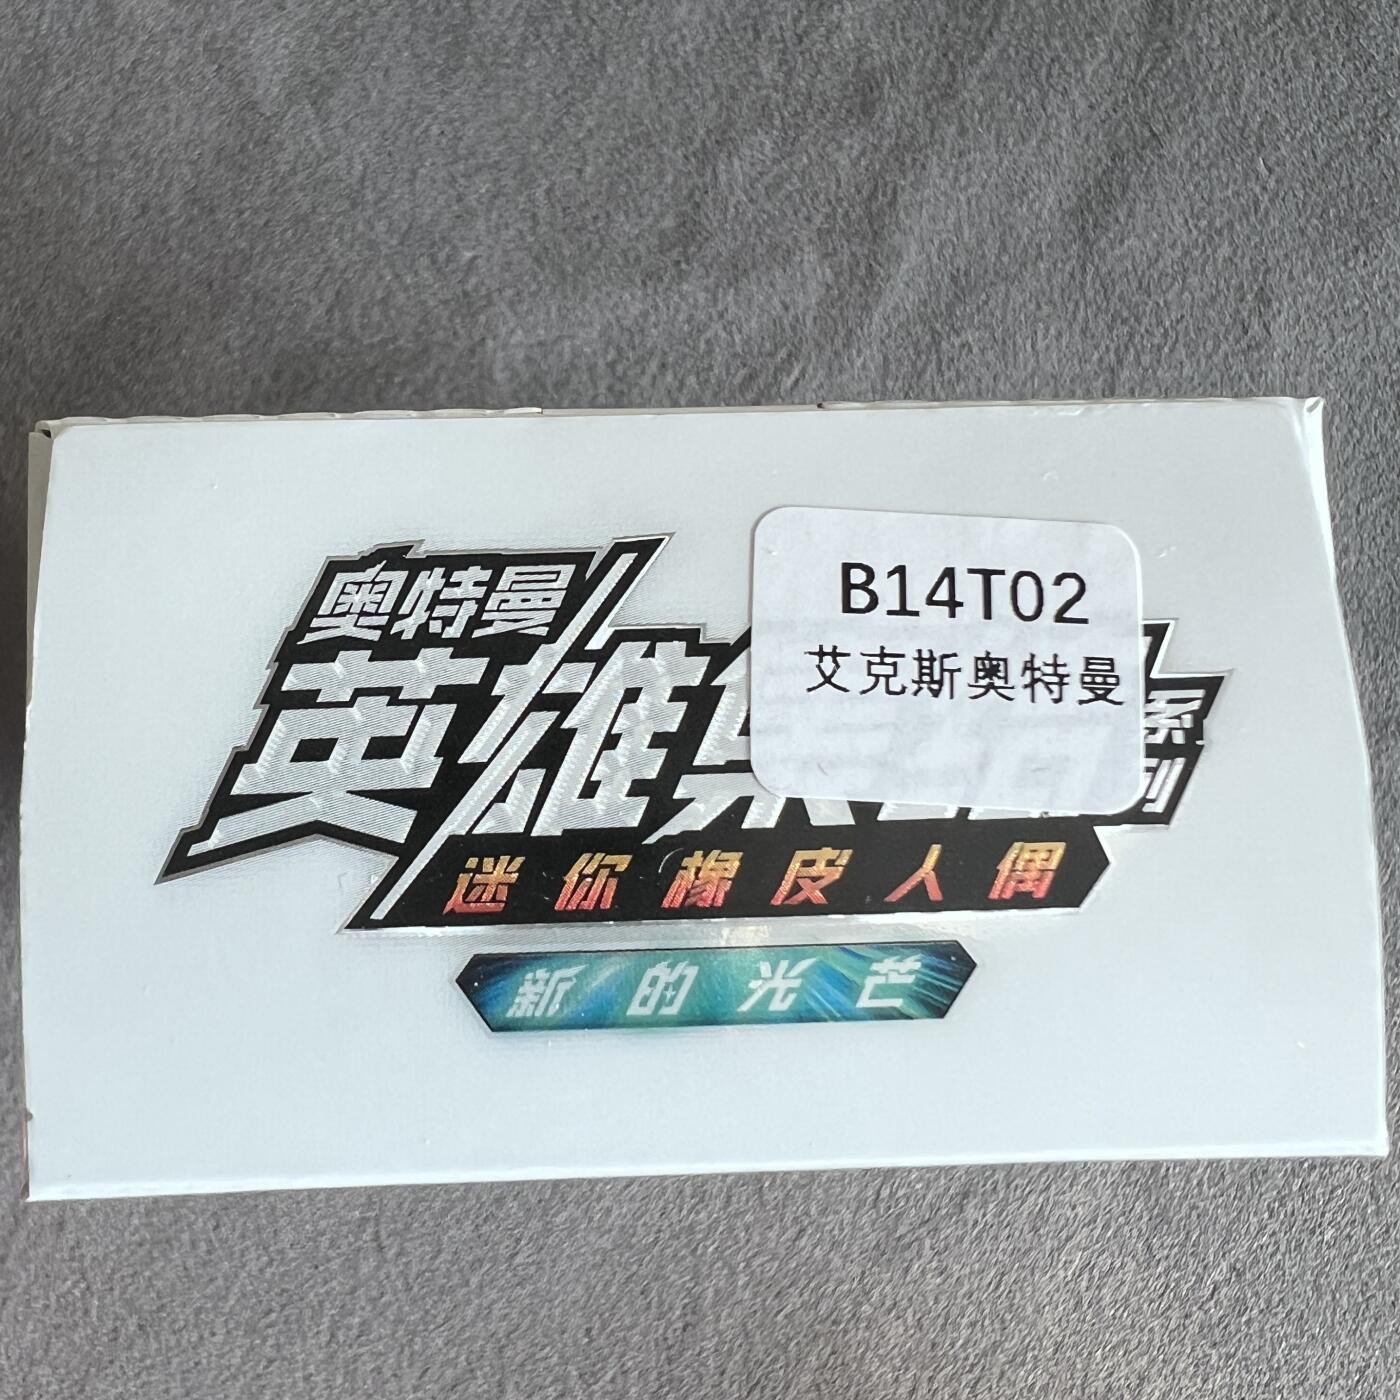 奥特曼
英雄
B14T02
艾克斯奥特曼
系列
迷你橡皮人偶
新的光芒